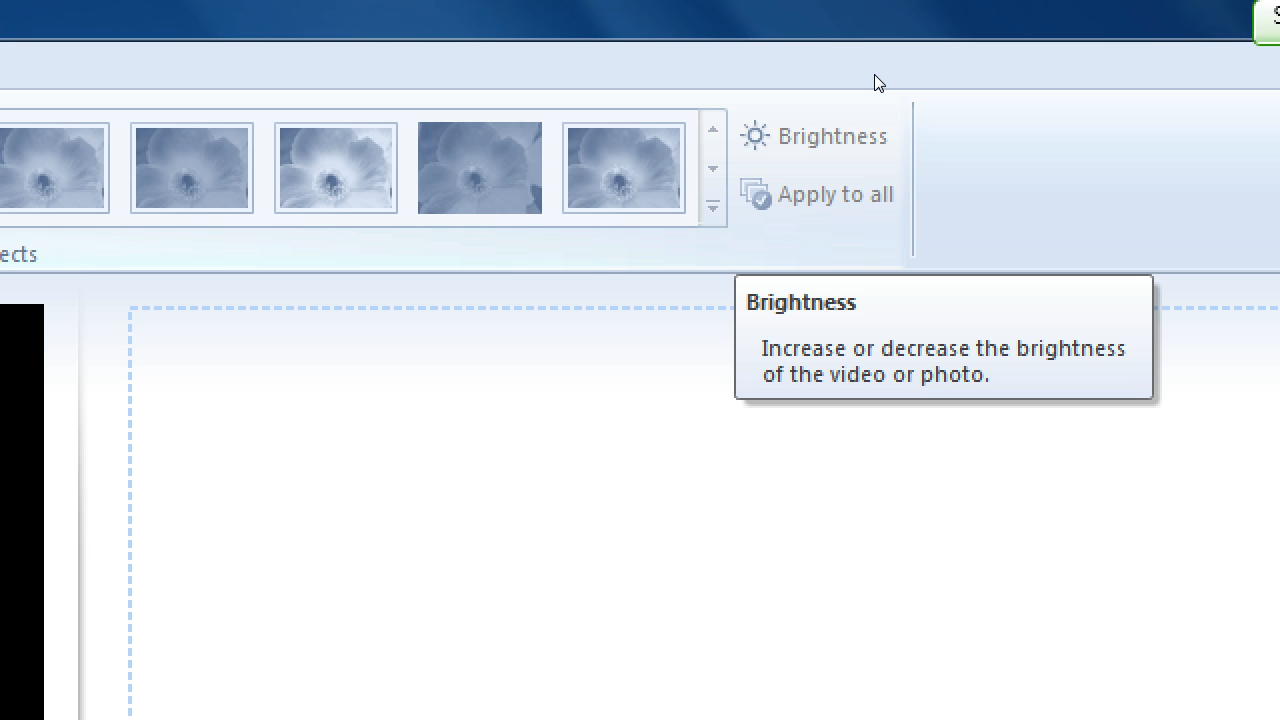 Brightness
Apply to all
ects
Brightness
Increase or decrease the brightness
of the video or photo.